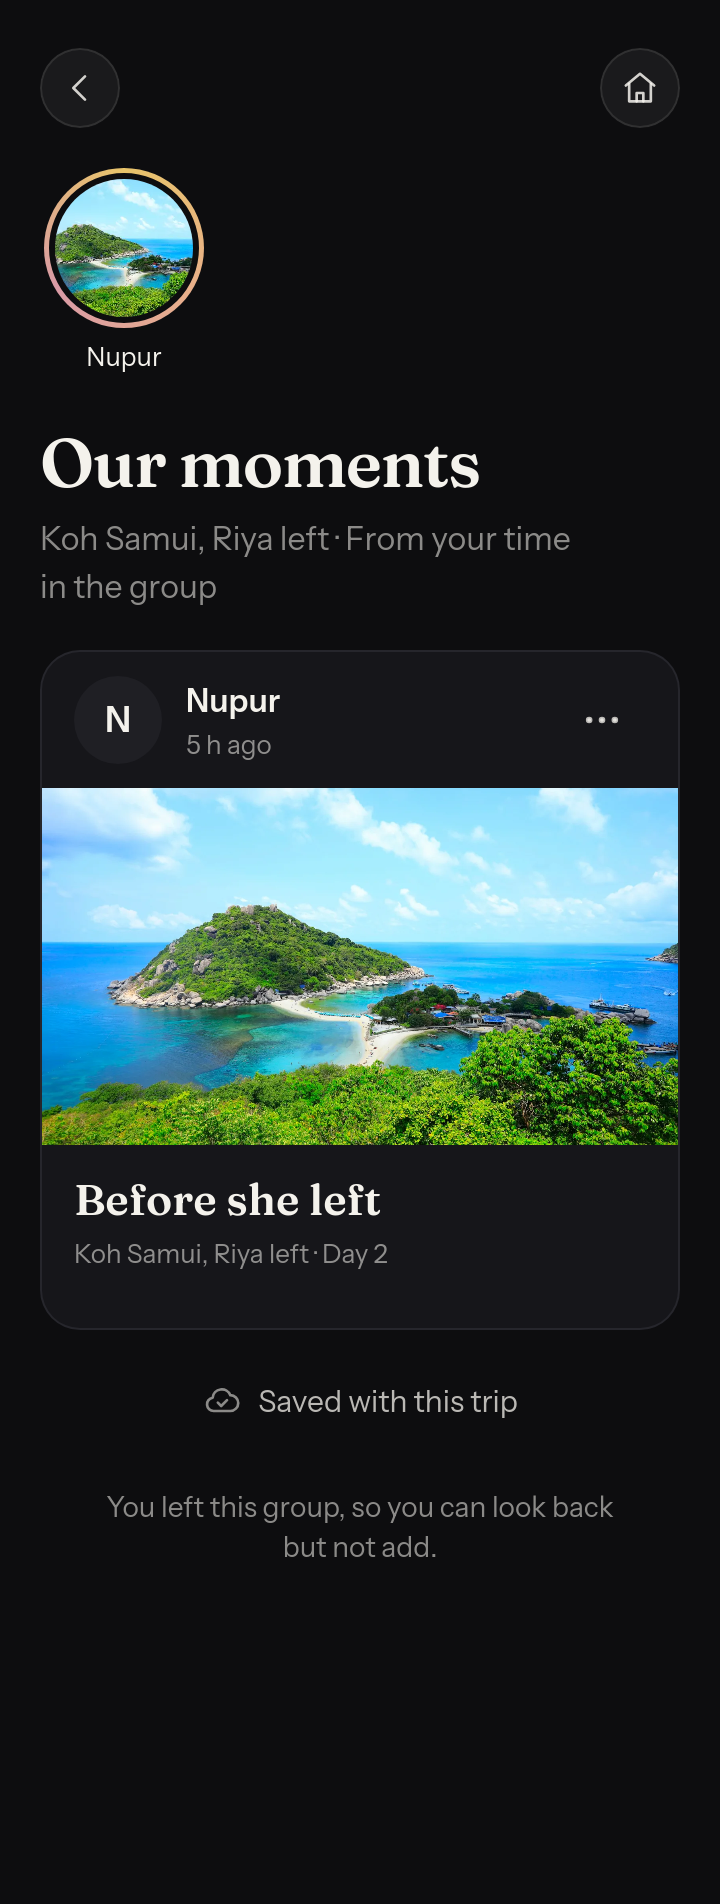 Nupur
Our moments
Koh Samui, Riya left · From your time
in the group
N
Nupur
5 h ago
Before she left
Koh Samui, Riya left · Day 2
Saved with this trip
You left this group, so you can look back
but not add.